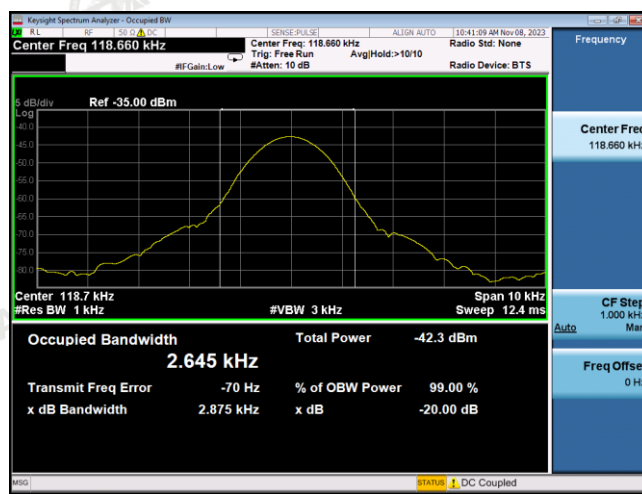 Keysight Spectrum Analyzer - Occupied BW
RL RF 50 Ω DC SENSE:PULSE ALIGN AUTO 10:41:09 AM Nov 08, 2023
Center Freq 118.660 kHz Center Freq: 118.660 kHz Radio Std: None
Trig: Free Run Avg|Hold:>10/10
#IFGain:Low #Atten: 10 dB Radio Device: BTS
Frequency
5 dB/div Ref -35.00 dBm
Log
-40.0
-45.0
-50.0
-55.0
-60.0
-65.0
-70.0
-75.0
-80.0
Center 118.7 kHz Span 10 kHz
#Res BW 1 kHz #VBW 3 kHz Sweep 12.4 ms
Occupied Bandwidth Total Power -42.3 dBm
2.645 kHz
Transmit Freq Error -70 Hz % of OBW Power 99.00 %
x dB Bandwidth 2.875 kHz x dB -20.00 dB
Center Freq
118.660 kHz
CF Step
1.000 kHz
Auto Man
Freq Offset
0 Hz
MSG STATUS DC Coupled